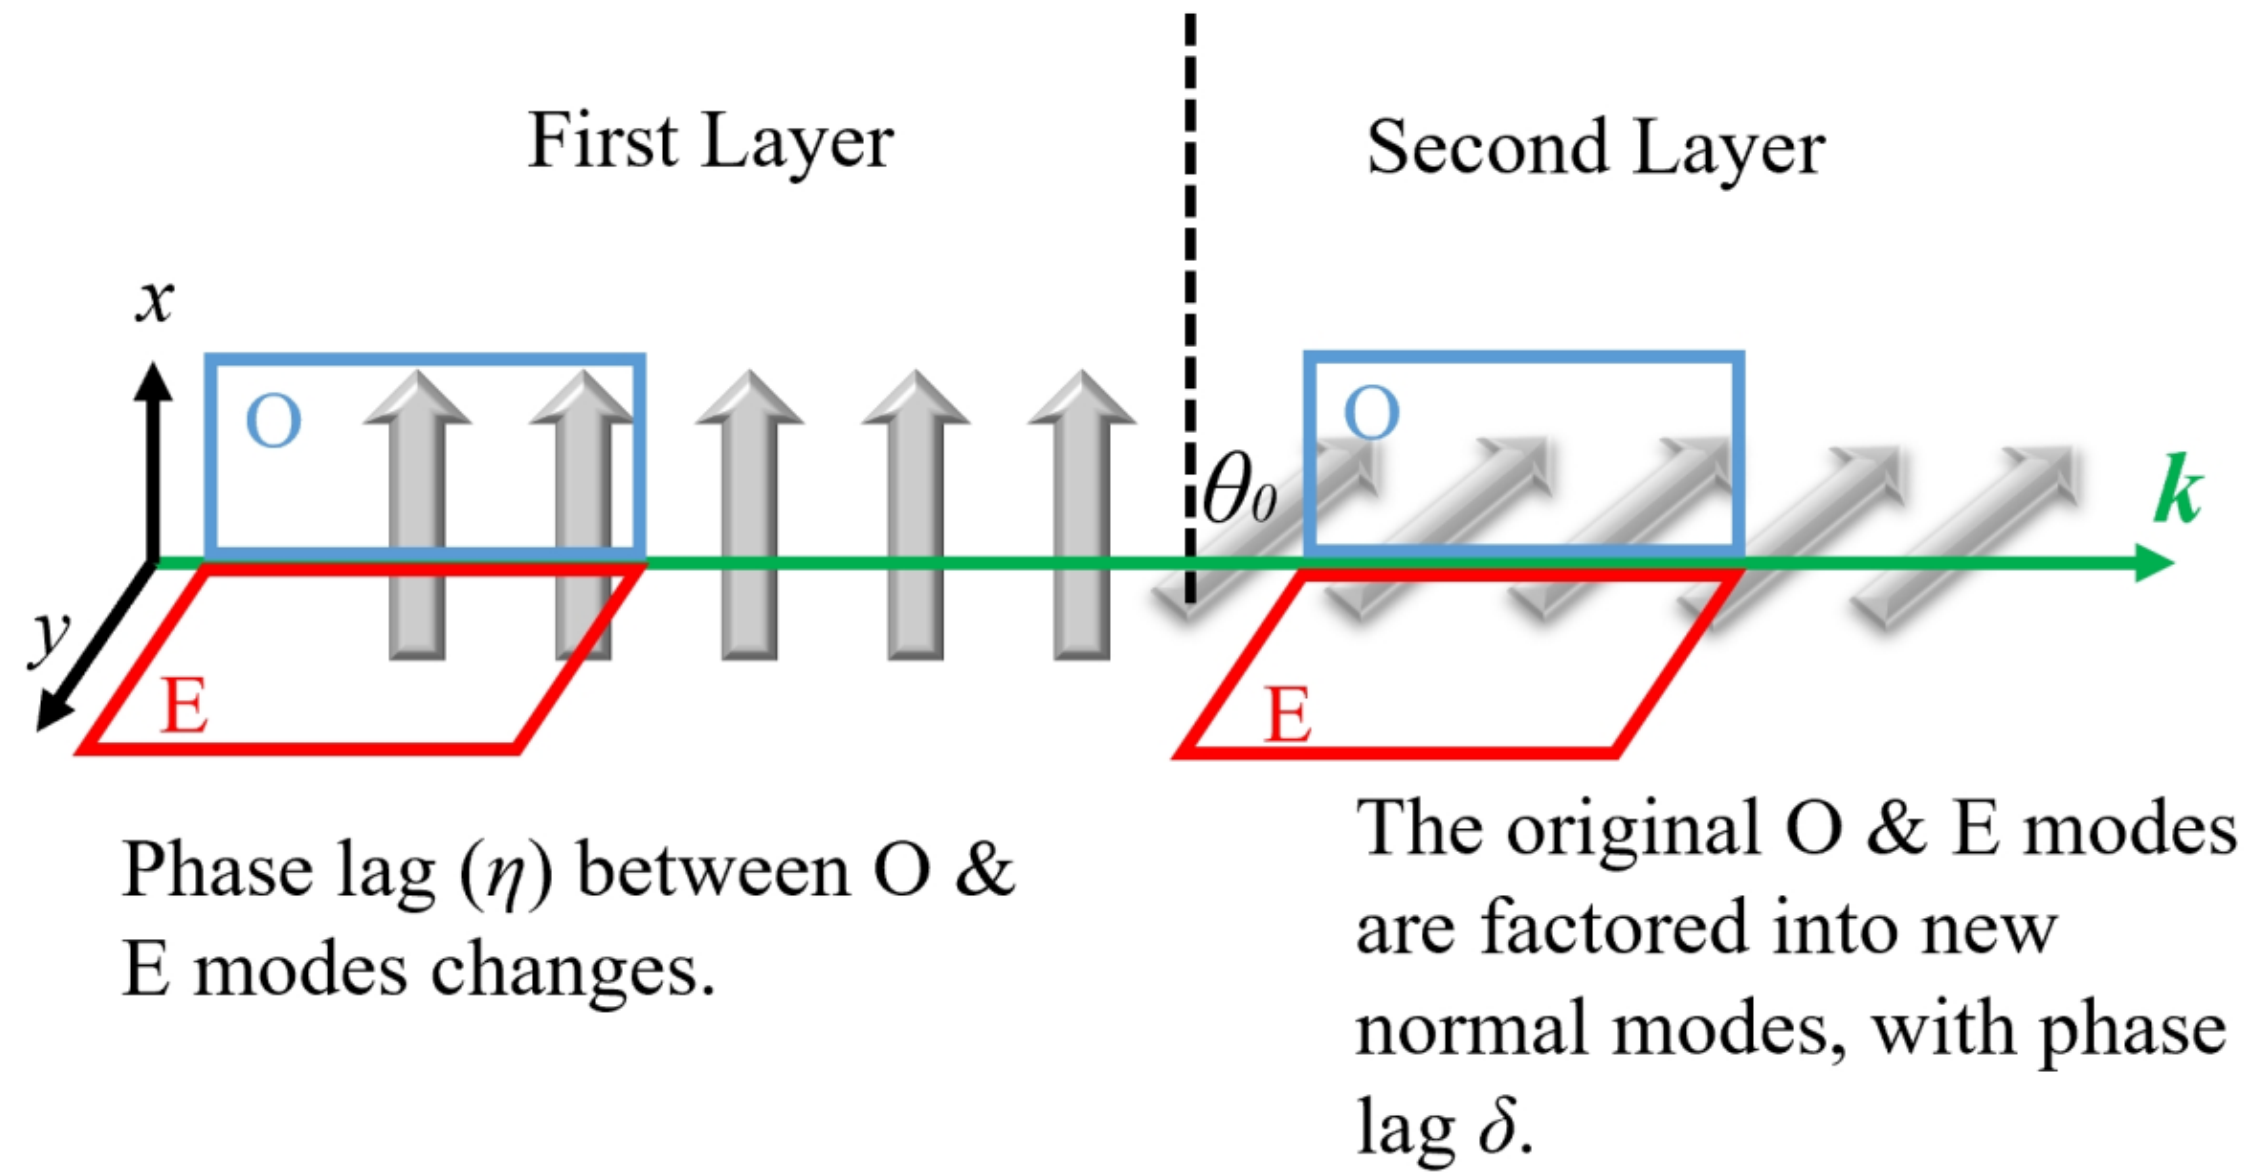 First Layer
Second Layer
x
O
O
θ0
k
y
E
E
Phase lag (η) between O &
E modes changes.
The original O & E modes
are factored into new
normal modes, with phase
lag δ.